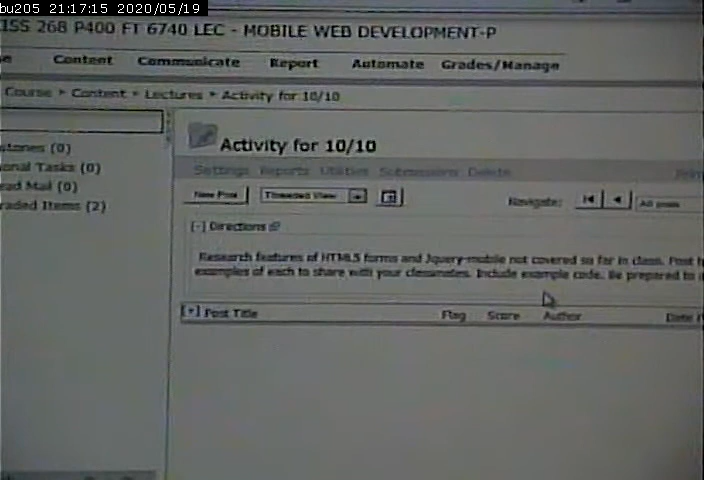 bu205 21:17:15 2020/05/19
ISS 268 P400 FT 6740 LEC - MOBILE WEB DEVELOPMENT-P
Content Communicate Report Automate Grades/Manage
Course > Content > Lectures > Activity for 10/10
stones (0)
onal Tasks (0)
ead Mail (0)
raded Items (2)
Activity for 10/10
Settings Reports Utilities Submissions Delete
New Post Threaded View Navigate: All posts
[-] Directions
Research features of HTML5 forms and Jquery-mobile not covered so far in class. Post
examples of each to share with your classmates. Include example code. Be prepared to
Post Title Flag Score Author Date